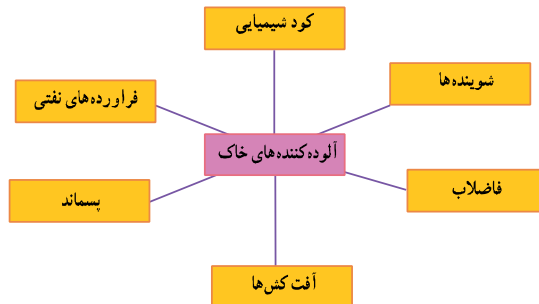 کود شیمیایی
شوینده‌ها
فراورده‌های نفتی
آلوده‌کننده‌های خاک
فاضلاب
پسماند
آفت کش‌ها